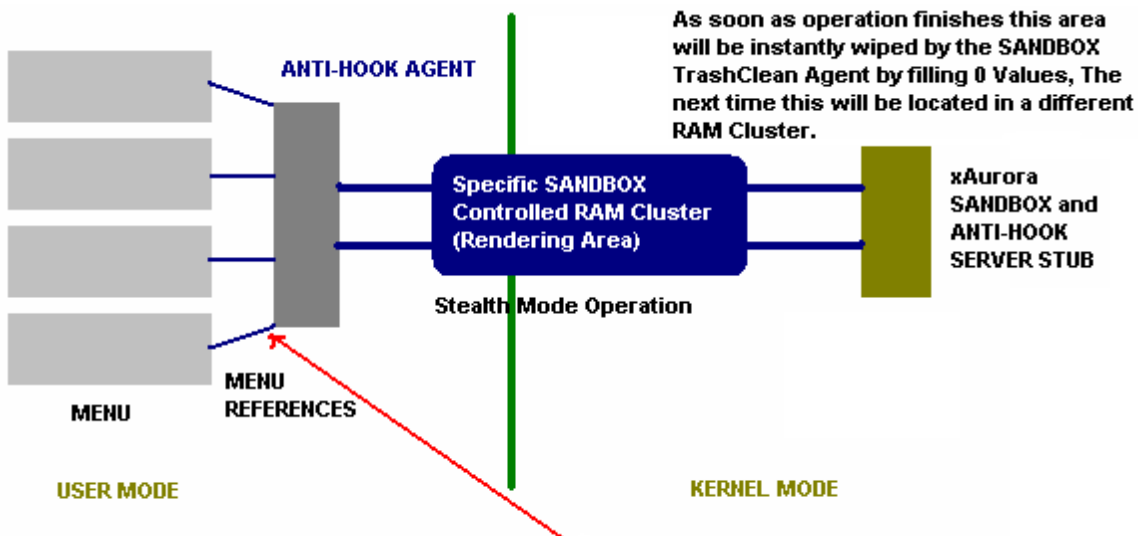 As soon as operation finishes this area
will be instantly wiped by the SANDBOX
TrashClean Agent by filling 0 Values, The
next time this will be located in a different
RAM Cluster.
ANTI-HOOK AGENT
Specific SANDBOX
Controlled RAM Cluster
(Rendering Area)
xAurora
SANDBOX and
ANTI-HOOK
SERVER STUB
Stealth Mode Operation
MENU
REFERENCES
MENU
USER MODE
KERNEL MODE